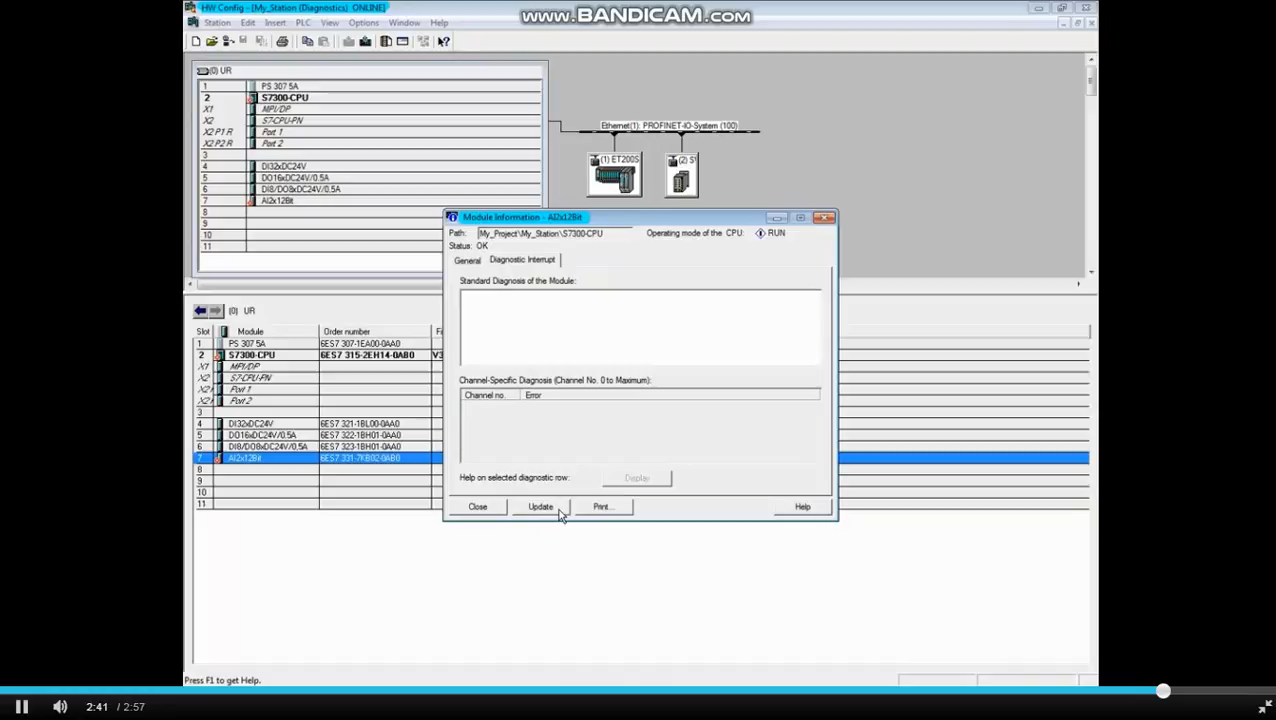 HW Config - [My_Station (Diagnostics) ONLINE]
www.BANDICAM.com
Station Edit Insert PLC View Options Window Help
(0) UR
1 PS 307 5A
2 S7300-CPU
X1 MPI/DP
X2 S7-CPU-PN
X2 P1 R Port 1
X2 P2 R Port 2
3
4 DI32xDC24V
5 DO16xDC24V/0.5A
6 DI8/DO8xDC24V/0.5A
7 AI2x12Bit
8
9
10
11
Ethernet(1): PROFINET-IO-System (100)
(1) ET200S
(2) S
Module Information - AI2x12Bit
Path: My_Project\My_Station\S7300-CPU Operating mode of the CPU: RUN
Status: OK
General Diagnostic Interrupt
Standard Diagnosis of the Module:
Channel-Specific Diagnosis (Channel No. 0 to Maximum):
Channel no. Error
Help on selected diagnostic row: Display
Close Update Print... Help
(0) UR
Slot Module Order number Fi
1 PS 307 5A 6ES7 307-1EA00-0AA0
2 S7300-CPU 6ES7 315-2EH14-0AB0 V3
X1 MPI/DP
X2 S7-CPU-PN
X2 Port 1
X2 Port 2
3
4 DI32xDC24V 6ES7 321-1BL00-0AA0
5 DO16xDC24V/0.5A 6ES7 322-1BH01-0AA0
6 DI8/DO8xDC24V/0.5A 6ES7 323-1BH01-0AA0
7 AI2x12Bit 6ES7 331-7KB02-0AB0
8
9
10
11
Press F1 to get Help.
2:41 / 2:57